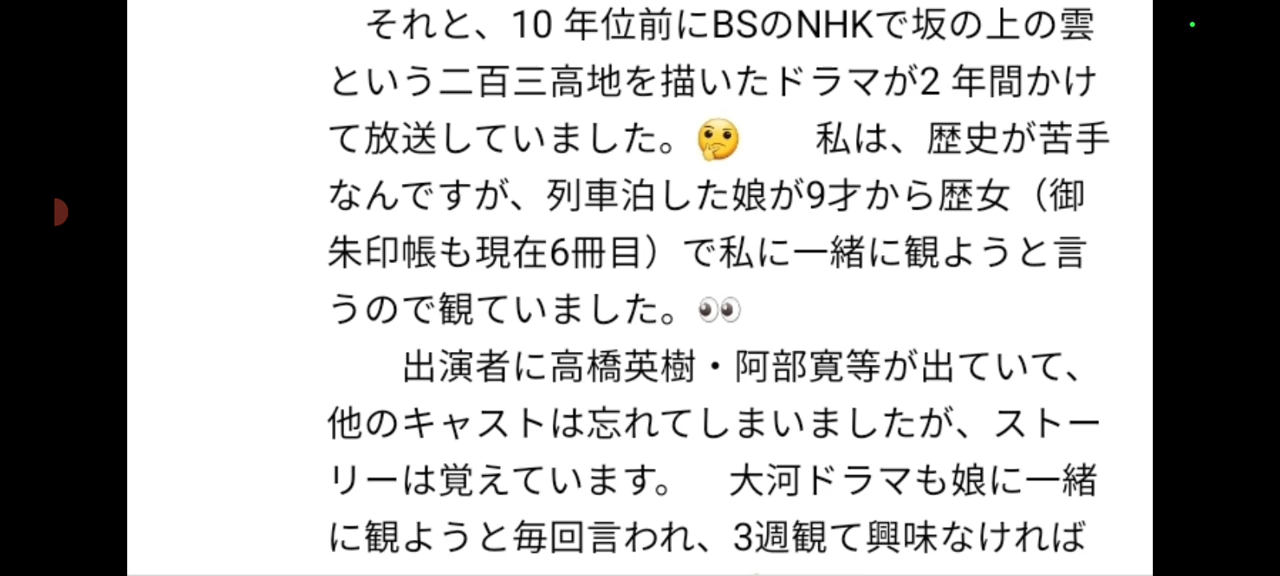 それと、10 年位前にBSのNHKで坂の上の雲
という二百三高地を描いたドラマが2 年間かけ
て放送していました。🤔　　私は、歴史が苦手
なんですが、列車泊した娘が9才から歴女（御
朱印帳も現在6冊目）で私に一緒に観ようと言
うので観ていました。👀
　　出演者に高橋英樹・阿部寛等が出ていて、
他のキャストは忘れてしまいましたが、ストー
リーは覚えています。　大河ドラマも娘に一緒
に観ようと毎回言われ、3週観て興味なければ